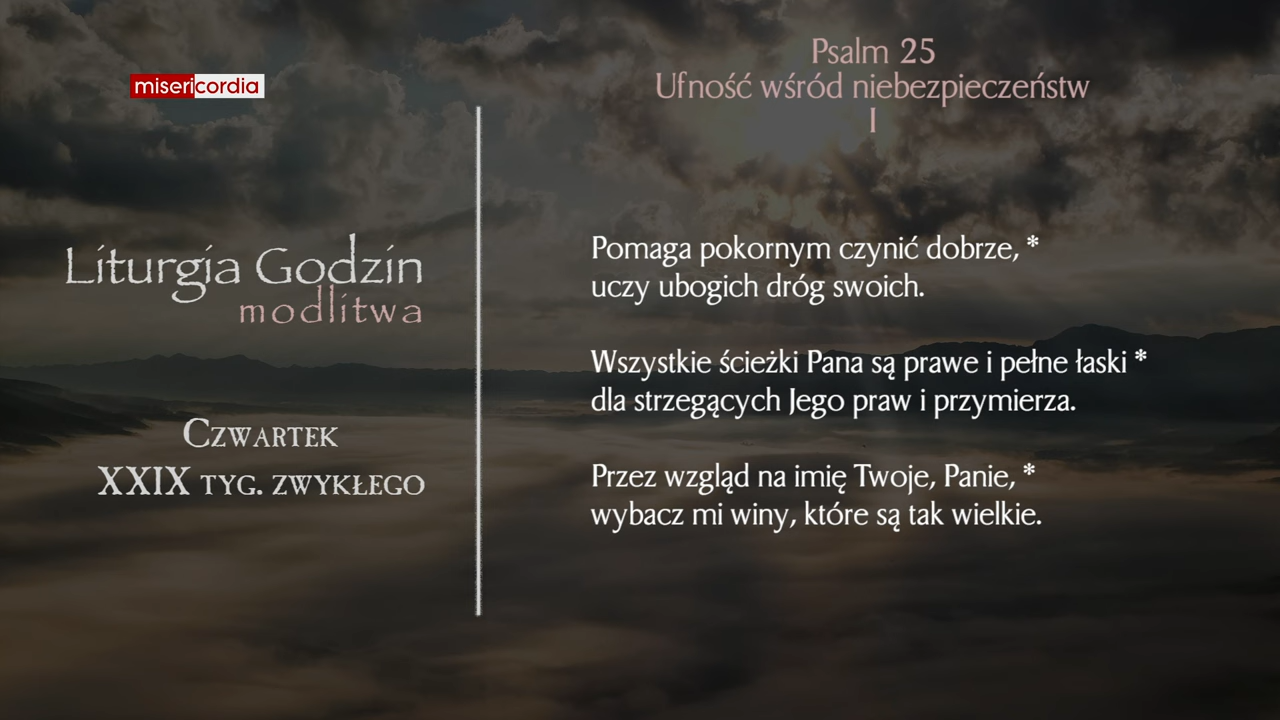 misericordia
Liturgia Godzin
modlitwa
Czwartek
XXIX tyg. zwykłego
Psalm 25
Ufność wśród niebezpieczeństw
I
Pomaga pokornym czynić dobrze, *
uczy ubogich dróg swoich.
Wszystkie ścieżki Pana są prawe i pełne łaski *
dla strzegących Jego praw i przymierza.
Przez wzgląd na imię Twoje, Panie, *
wybacz mi winy, które są tak wielkie.